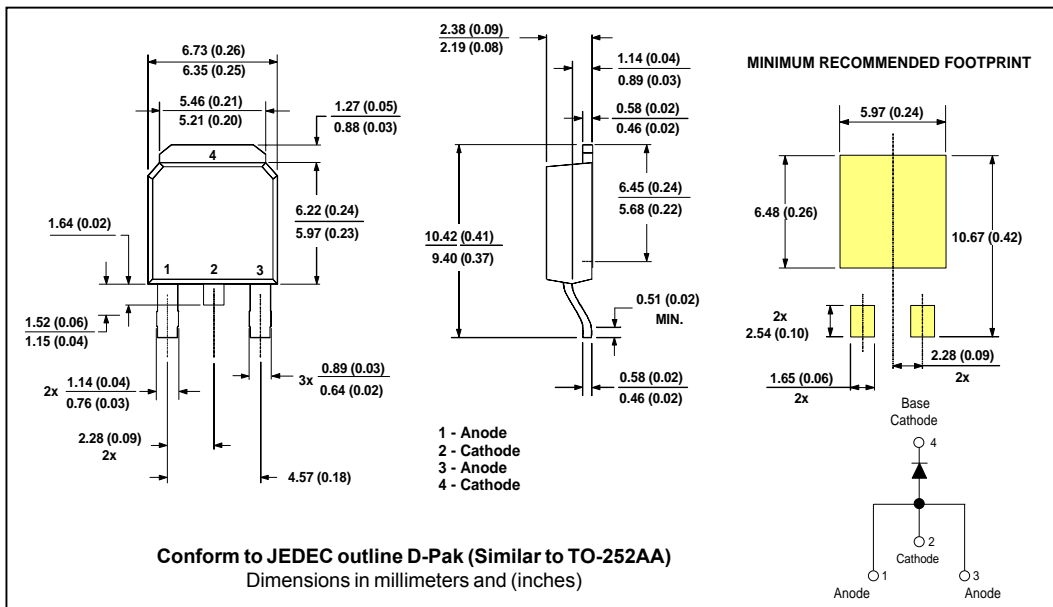 6.73 (0.26)
6.35 (0.25)
5.46 (0.21)
5.21 (0.20)
1.27 (0.05)
0.88 (0.03)
4
6.22 (0.24)
5.97 (0.23)
1.64 (0.02)
1
2
3
1.52 (0.06)
1.15 (0.04)
2x
1.14 (0.04)
0.76 (0.03)
3x
0.89 (0.03)
0.64 (0.02)
2.28 (0.09)
2x
4.57 (0.18)
2.38 (0.09)
2.19 (0.08)
1.14 (0.04)
0.89 (0.03)
0.58 (0.02)
0.46 (0.02)
6.45 (0.24)
5.68 (0.22)
10.42 (0.41)
9.40 (0.37)
0.51 (0.02)
MIN.
0.58 (0.02)
0.46 (0.02)
1 - Anode
2 - Cathode
3 - Anode
4 - Cathode
MINIMUM RECOMMENDED FOOTPRINT
5.97 (0.24)
6.48 (0.26)
10.67 (0.42)
2x
2.54 (0.10)
2.28 (0.09)
2x
1.65 (0.06)
2x
Base
Cathode
4
2
Cathode
1
Anode
3
Anode
Conform to JEDEC outline D-Pak (Similar to TO-252AA)
Dimensions in millimeters and (inches)